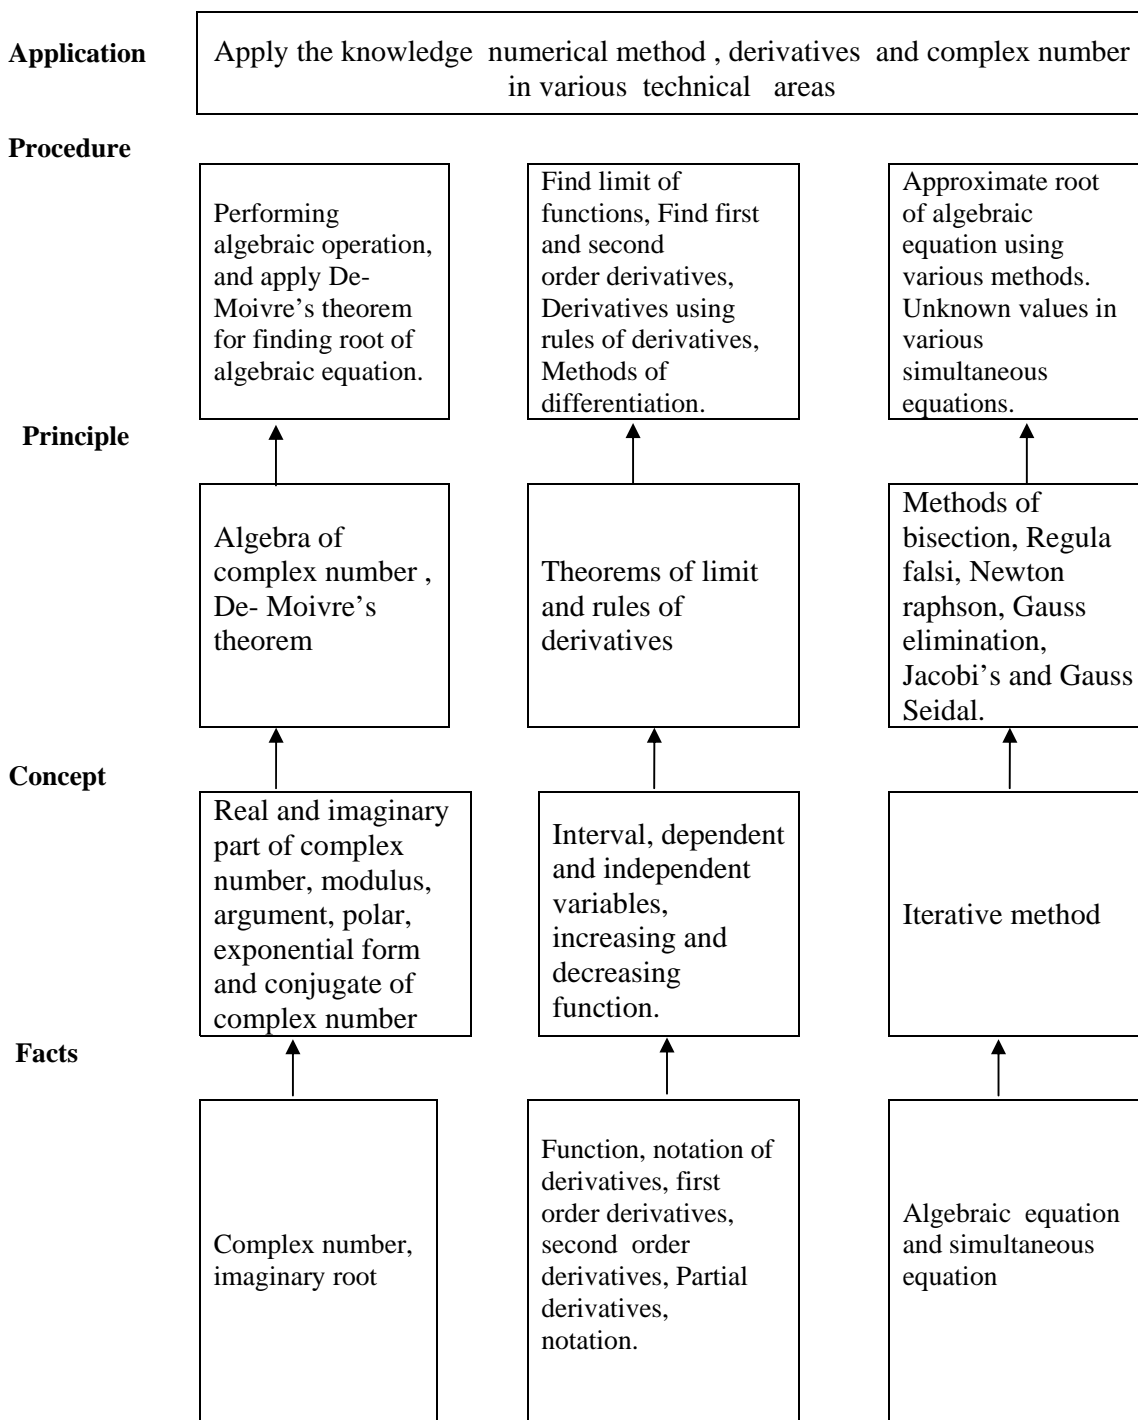 Application
Apply the knowledge numerical method , derivatives and complex number
in various technical areas
Procedure
Performing
algebraic operation,
and apply De-
Moivre's theorem
for finding root of
algebraic equation.
Find limit of
functions, Find first
and second
order derivatives,
Derivatives using
rules of derivatives,
Methods of
differentiation.
Approximate root
of algebraic
equation using
various methods.
Unknown values in
various
simultaneous
equations.
Principle
Algebra of
complex number ,
De- Moivre's
theorem
Theorems of limit
and rules of
derivatives
Methods of
bisection, Regula
falsi, Newton
raphson, Gauss
elimination,
Jacobi's and Gauss
Seidal.
Concept
Real and imaginary
part of complex
number, modulus,
argument, polar,
exponential form
and conjugate of
complex number
Interval, dependent
and independent
variables,
increasing and
decreasing
function.
Iterative method
Facts
Complex number,
imaginary root
Function, notation of
derivatives, first
order derivatives,
second order
derivatives, Partial
derivatives,
notation.
Algebraic equation
and simultaneous
equation